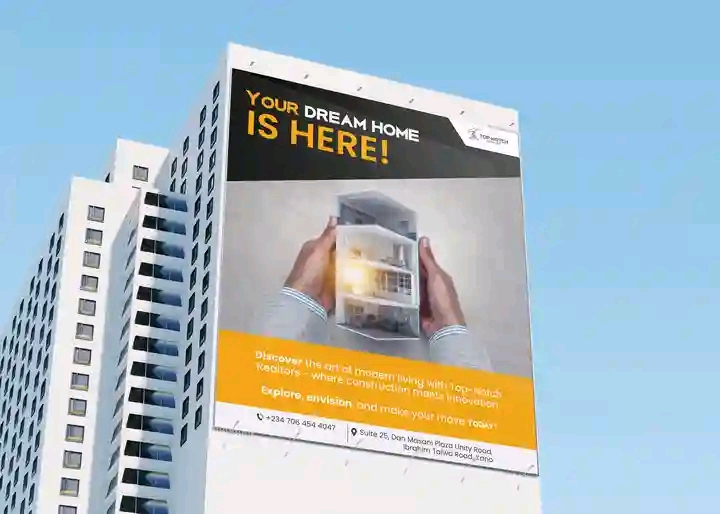 YOUR DREAM HOME
IS HERE!
TOP-NOTCH
Discover the art of modern living with Top-Notch
Realtors - where construction meets innovation
Explore, envision, and make your move TODAY!
+234 706 454 4947
Suite 25, Dan Masani Plaza Unity Road,
Ibrahim Taiwo Road, Kano